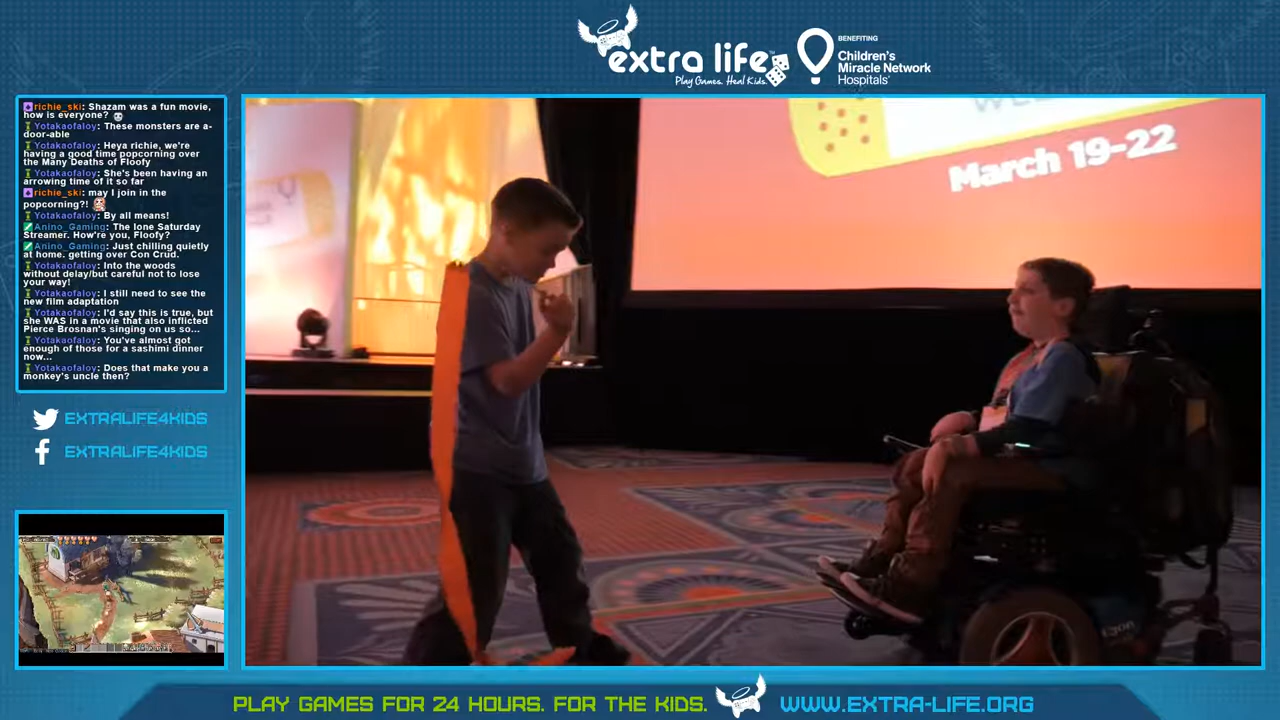 extra life
Play Games. Heal Kids.
BENEFITING
Children's
Miracle Network
Hospitals
richie_ski: Shazam was a fun movie,
how is everyone?
Yotakaofaloy: These monsters are a-
door-able
Yotakaofaloy: Heya richie, we're
having a good time popcorning over
the Many Deaths of Floofy
Yotakaofaloy: She's been having an
arrowing time of it so far
richie_ski: may I join in the
popcorning?!
Yotakaofaloy: By all means!
Anino_Gaming: The lone Saturday
Streamer. How're you, Floofy?
Anino_Gaming: Just chilling quietly
at home. getting over Con Crud.
Yotakaofaloy: Into the woods
without delay/but careful not to lose
your way!
Yotakaofaloy: I still need to see the
new film adaptation
Yotakaofaloy: I'd say this is true, but
she WAS in a movie that also inflicted
Pierce Brosnan's singing on us so...
Yotakaofaloy: You've almost got
enough of those for a sashimi dinner
now...
Yotakaofaloy: Does that make you a
monkey's uncle then?
March 19-22
EXTRALIFE4KIDS
EXTRALIFE4KIDS
PLAY GAMES FOR 24 HOURS. FOR THE KIDS.
WWW.EXTRA-LIFE.ORG